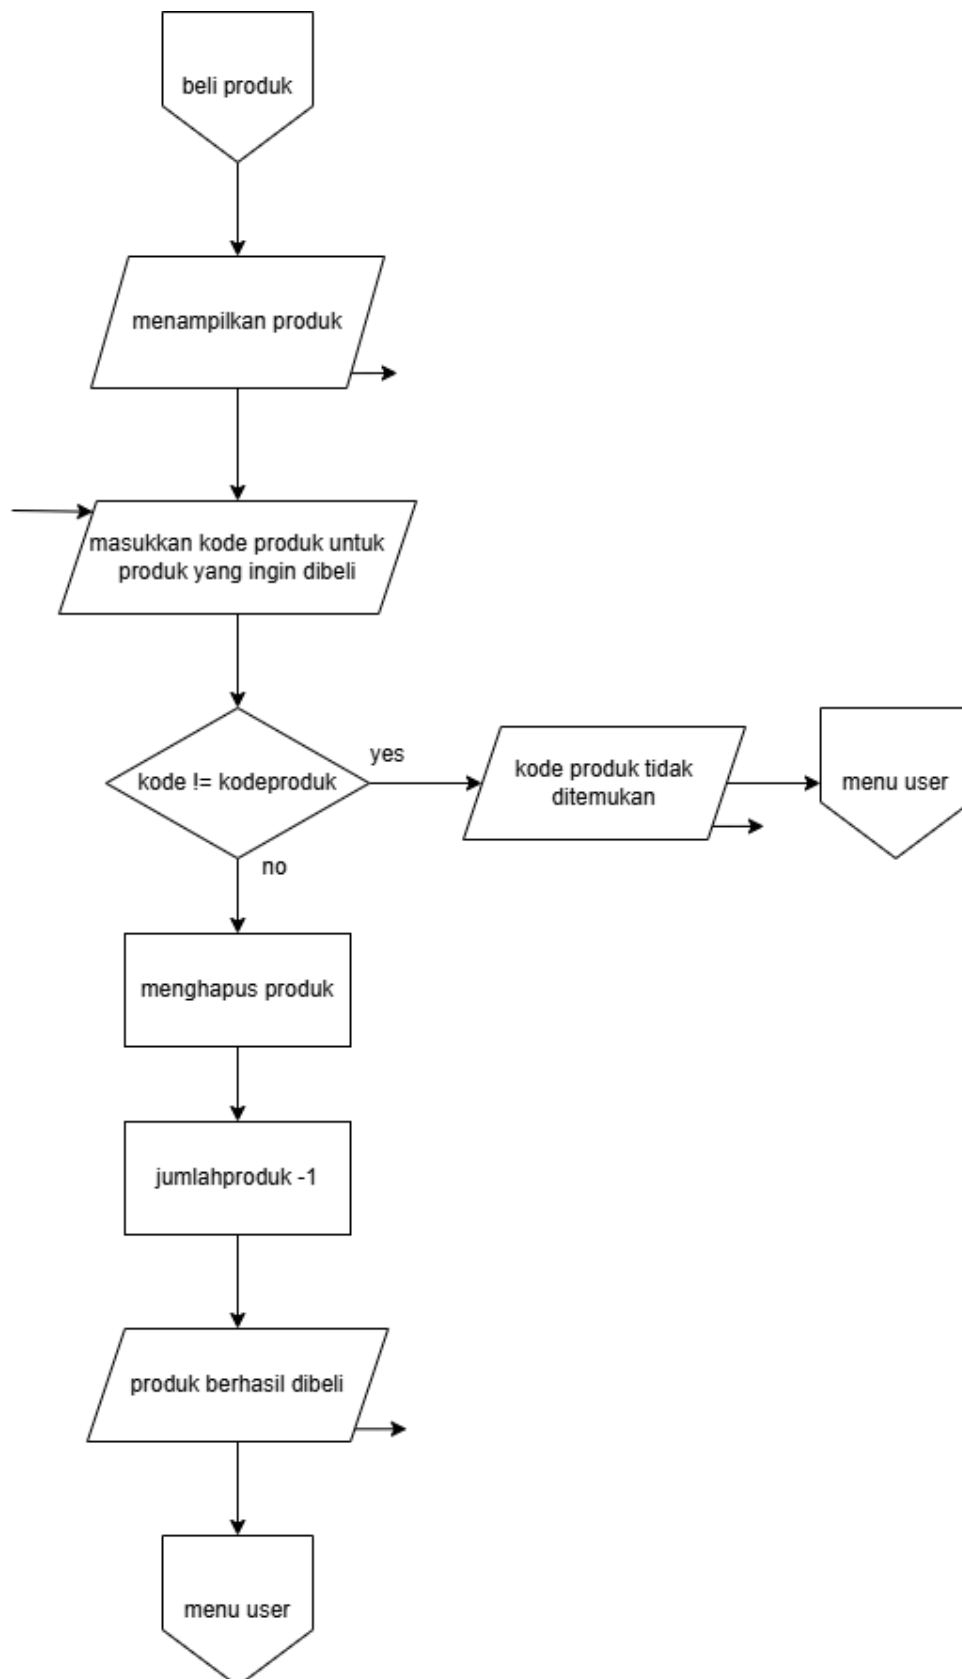 beli produk
menampilkan produk
masukkan kode produk untuk
produk yang ingin dibeli
kode != kodeproduk
yes
kode produk tidak
ditemukan
menu user
no
menghapus produk
jumlahproduk -1
produk berhasil dibeli
menu user